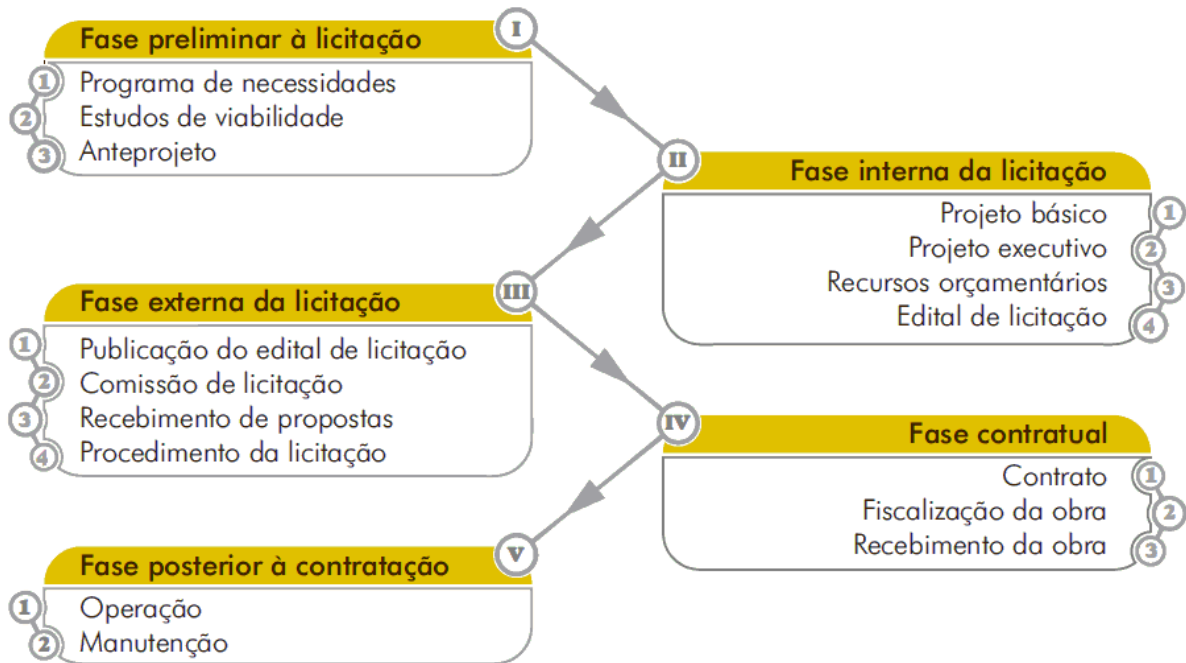 I
Fase preliminar à licitação
1 Programa de necessidades
2 Estudos de viabilidade
3 Anteprojeto
II
Fase interna da licitação
Projeto básico 1
Projeto executivo 2
Recursos orçamentários 3
Edital de licitação 4
III
Fase externa da licitação
1 Publicação do edital de licitação
2 Comissão de licitação
3 Recebimento de propostas
4 Procedimento da licitação
IV
Fase contratual
Contrato 1
Fiscalização da obra 2
Recebimento da obra 3
V
Fase posterior à contratação
1 Operação
2 Manutenção